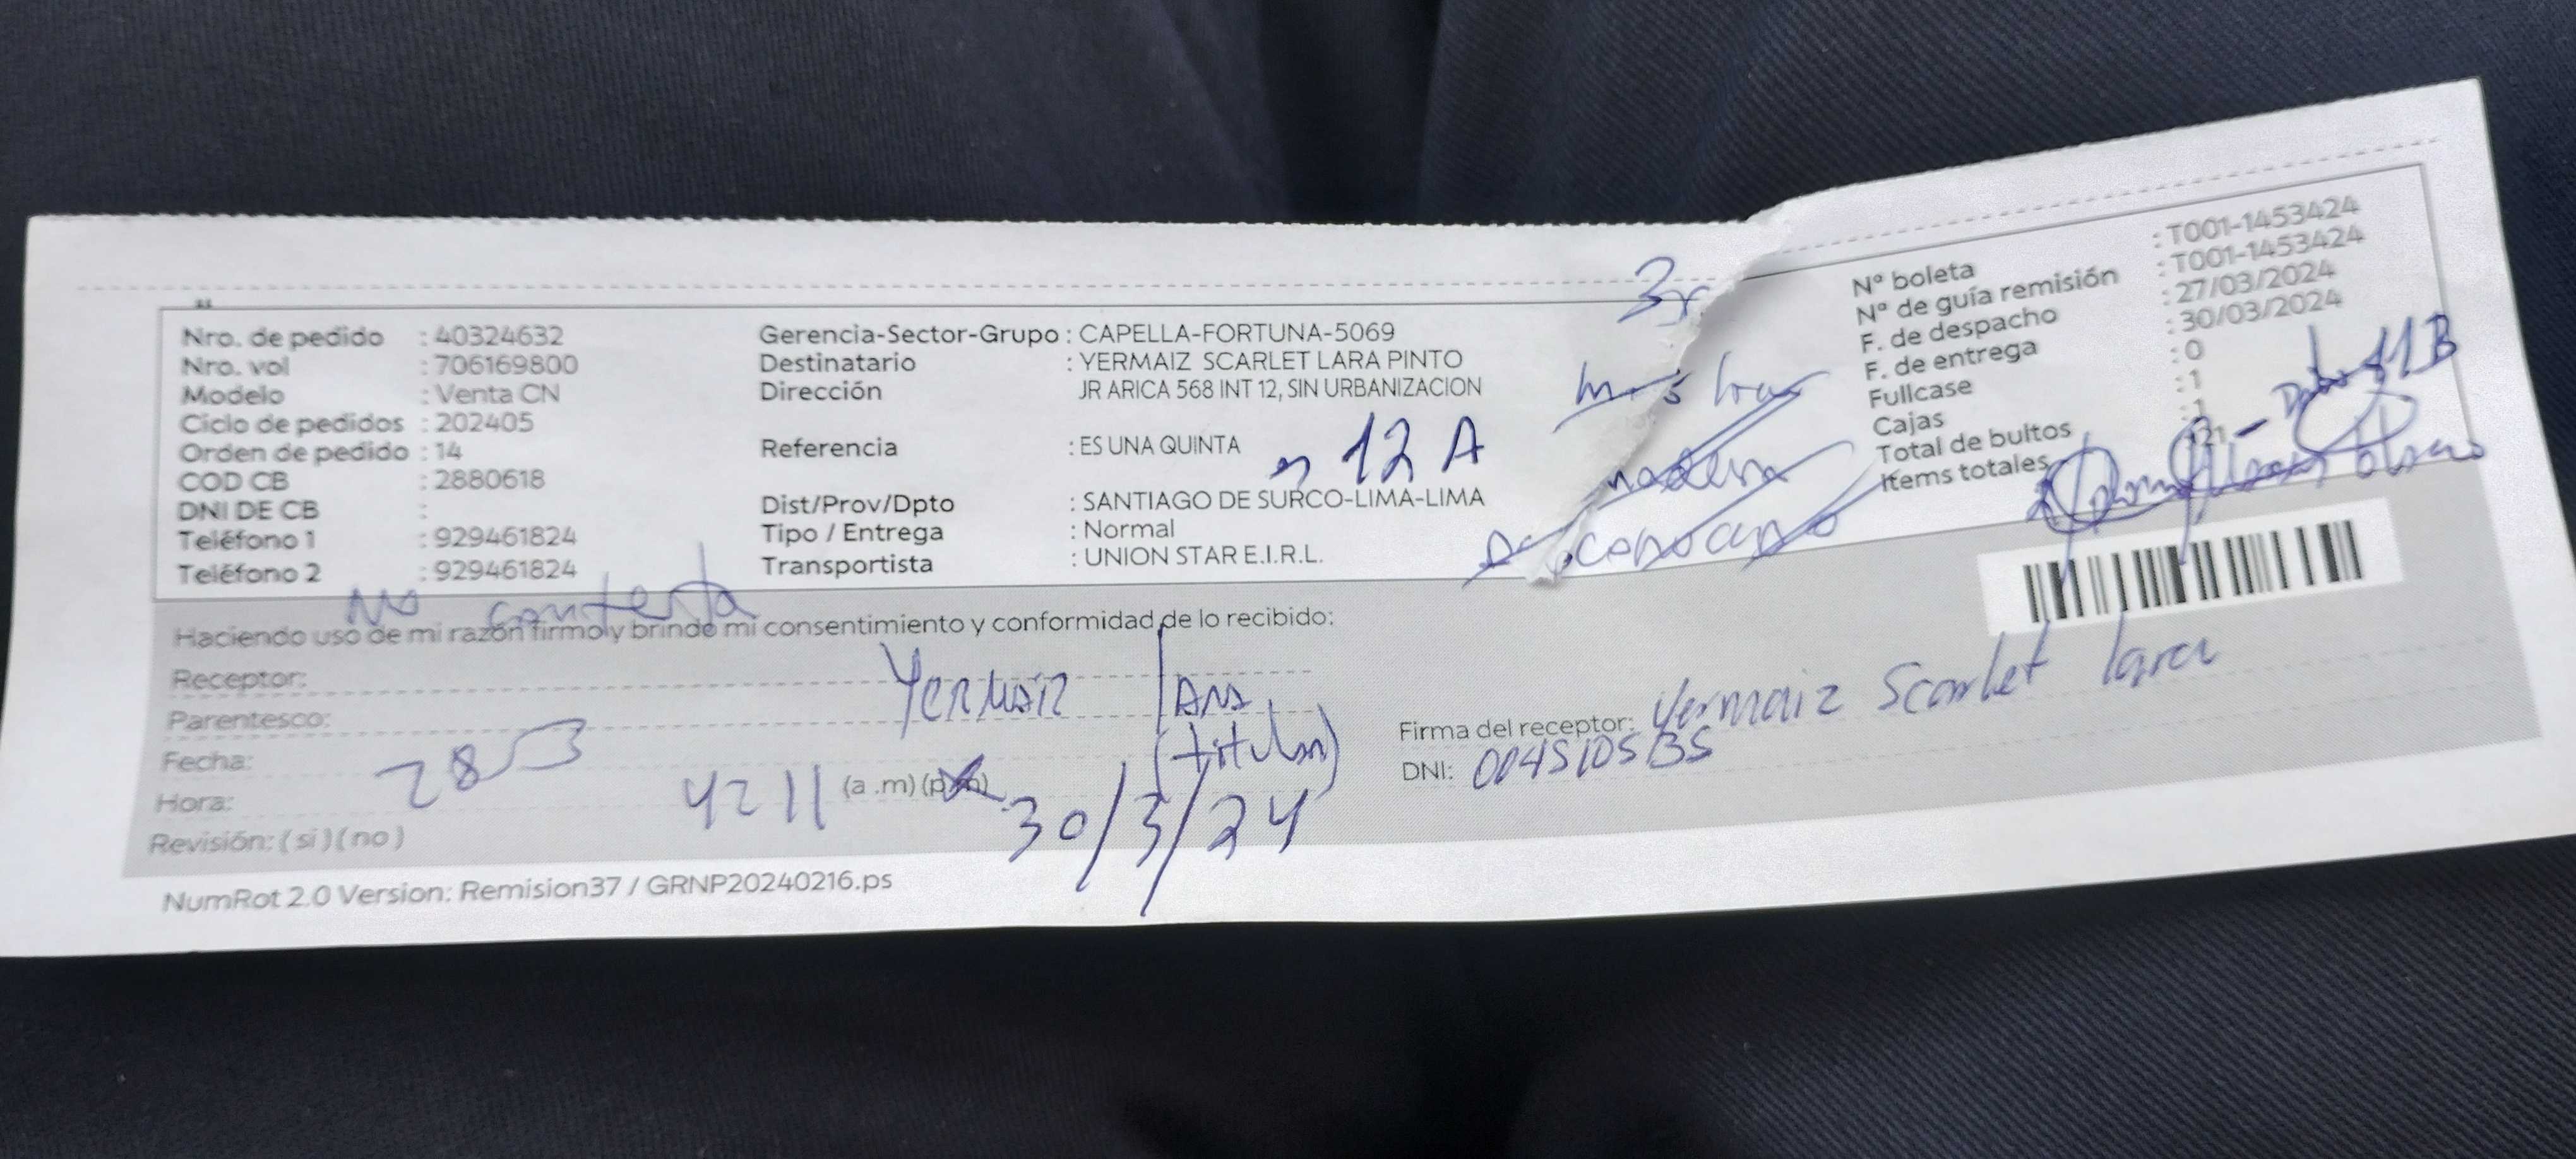 Nro. de pedido : 40324632
Nro. vol : 706169800
Modelo : Venta CN
Ciclo de pedidos : 202405
Orden de pedido : 14
COD CB : 2880618
DNI DE CB :
Teléfono 1 : 929461824
Teléfono 2 : 929461824
No contesta
Gerencia-Sector-Grupo : CAPELLA-FORTUNA-5069
Destinatario : YERMAIZ SCARLET LARA PINTO
Dirección JR ARICA 568 INT 12, SIN URBANIZACION
Referencia : ES UNA QUINTA
12 A
Dist/Prov/Dpto : SANTIAGO DE SURCO-LIMA-LIMA
Tipo / Entrega : Normal
Transportista : UNION STAR E.I.R.L.
Nº boleta : T001-1453424
Nº de guía remisión : T001-1453424
F. de despacho : 27/03/2024
F. de entrega : 30/03/2024
Fullcase : 0
Cajas : 1
Total de bultos : 1
Items totales
11B
Haciendo uso de mi razón firmo y brindo mi consentimiento y conformidad de lo recibido:
Receptor:
Yermaiz
Parentesco:
(titular)
Fecha:
28
Hora: (a .m) (p.m)
30/3/24
Revisión: ( si ) ( no )
Firma del receptor: Yermaiz Scarlet Lara
DNI:
NumRot 2.0 Version: Remision37 / GRNP20240216.ps